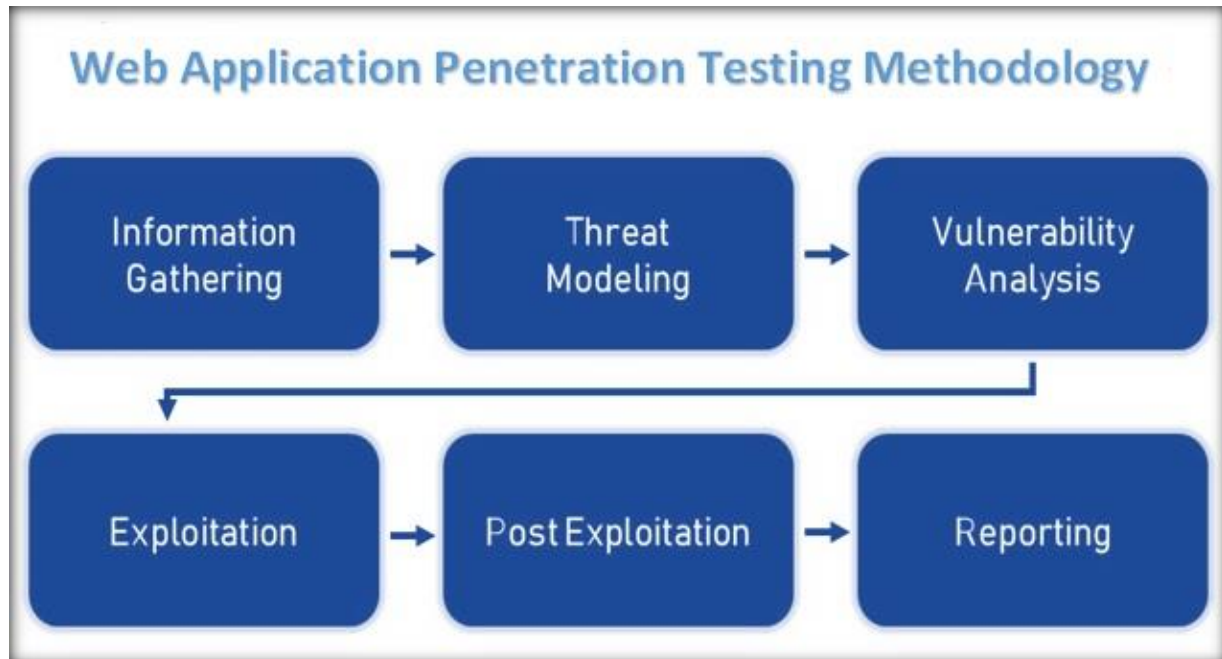 Web Application Penetration Testing Methodology
Information
Gathering
Threat
Modeling
Vulnerability
Analysis
Exploitation
Post Exploitation
Reporting